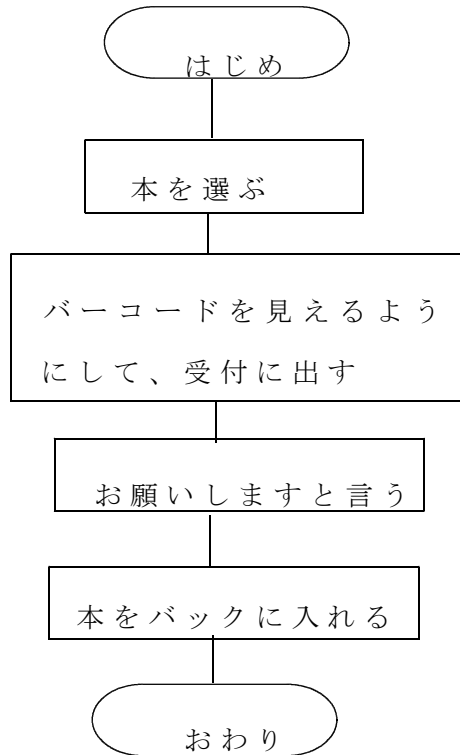 はじめ
本を選ぶ
バーコードを見えるよう
にして、受付に出す
お願いしますと言う
本をバックに入れる
おわり